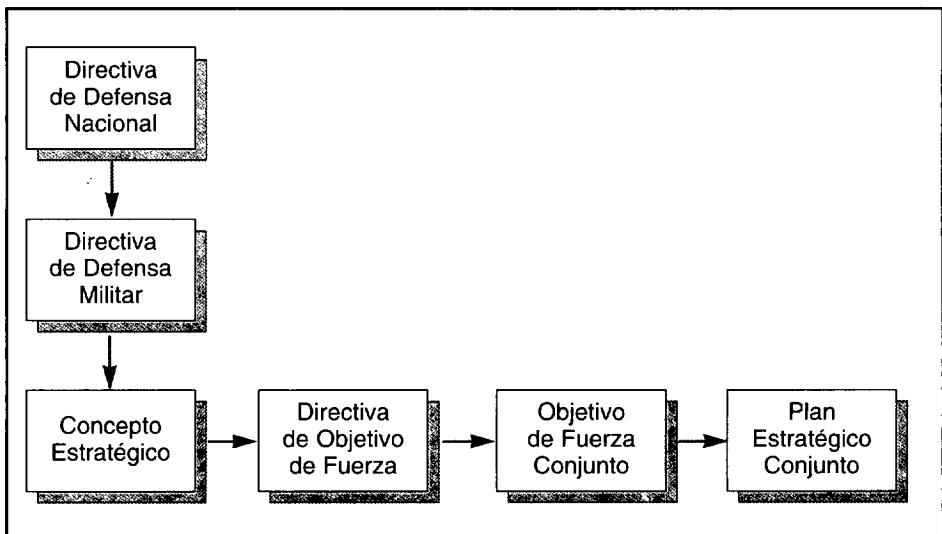 Directiva
de Defensa
Nacional
Directiva
de Defensa
Militar
Concepto
Estratégico
Directiva
de Objetivo
de Fuerza
Objetivo
de Fuerza
Conjunto
Plan
Estratégico
Conjunto